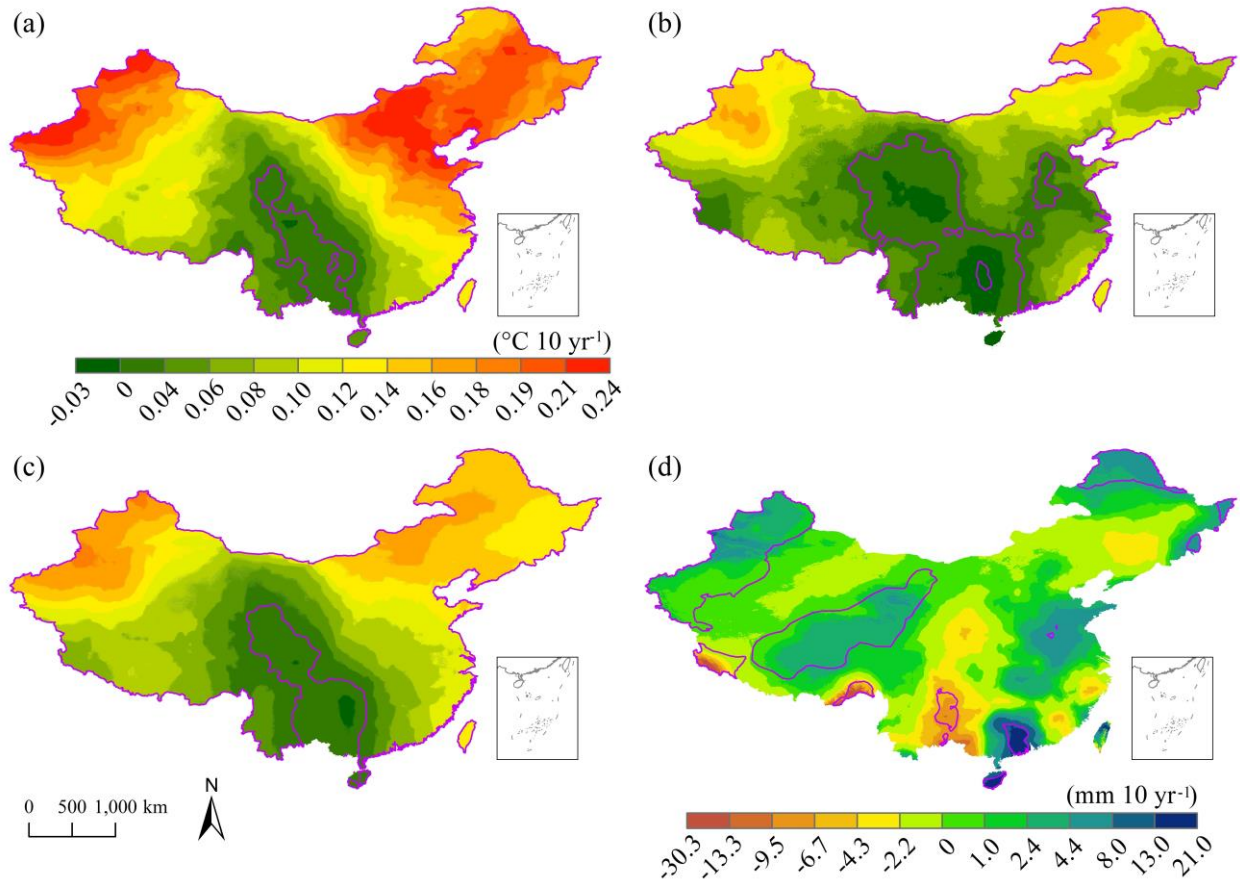 (a)
(b)
(°C 10 yr⁻¹)
-0.03 0 0.04 0.06 0.08 0.10 0.12 0.14 0.16 0.18 0.19 0.21 0.24
(c)
(d)
N
0 500 1,000 km
(mm 10 yr⁻¹)
-30.3 -13.3 -9.5 -6.7 -4.3 -2.2 0 1.0 2.4 4.4 8.0 13.0 21.0